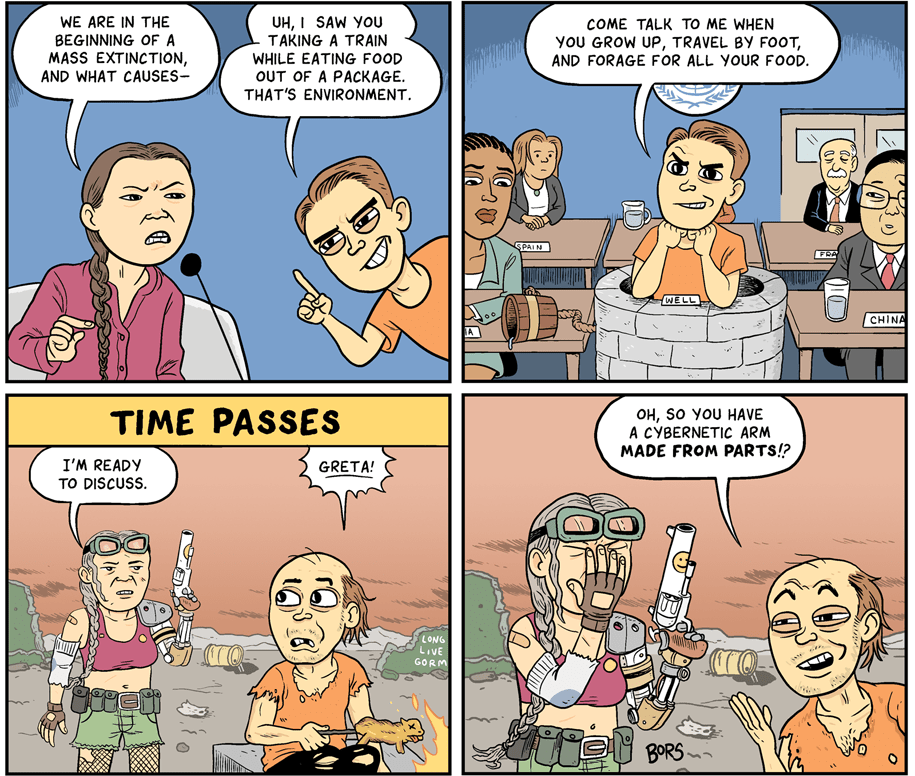 WE ARE IN THE
BEGINNING OF A
MASS EXTINCTION,
AND WHAT CAUSES—
UH, I SAW YOU
TAKING A TRAIN
WHILE EATING FOOD
OUT OF A PACKAGE.
THAT'S ENVIRONMENT.
COME TALK TO ME WHEN
YOU GROW UP, TRAVEL BY FOOT,
AND FORAGE FOR ALL YOUR FOOD.
SPAIN
FRA
IA
WELL
CHINA
TIME PASSES
I'M READY
TO DISCUSS.
GRETA!
LONG
LIVE
GORM
OH, SO YOU HAVE
A CYBERNETIC ARM
MADE FROM PARTS!?
BORS